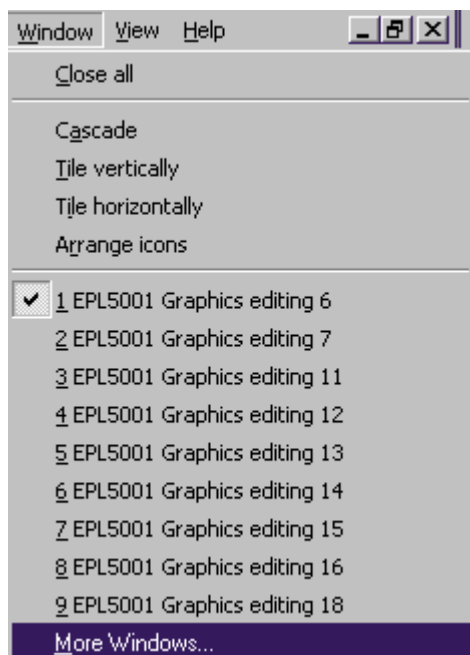 Window View Help
Close all
Cascade
Tile vertically
Tile horizontally
Arrange icons
1 EPL5001 Graphics editing 6
2 EPL5001 Graphics editing 7
3 EPL5001 Graphics editing 11
4 EPL5001 Graphics editing 12
5 EPL5001 Graphics editing 13
6 EPL5001 Graphics editing 14
7 EPL5001 Graphics editing 15
8 EPL5001 Graphics editing 16
9 EPL5001 Graphics editing 18
More Windows...